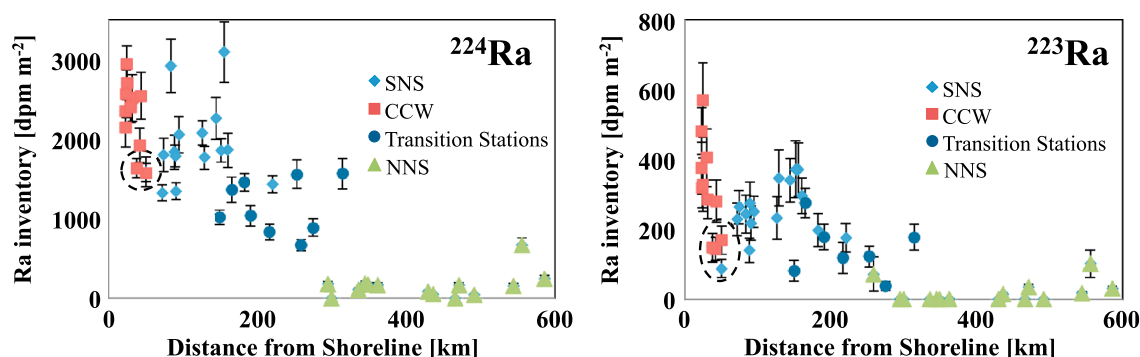 ²²⁴Ra
Ra inventory [dpm m⁻²]
3000
2000
1000
0
SNS
CCW
Transition Stations
NNS
0
200
400
600
Distance from Shoreline [km]
²²³Ra
Ra inventory [dpm m⁻²]
800
600
400
200
0
SNS
CCW
Transition Stations
NNS
0
200
400
600
Distance from Shoreline [km]